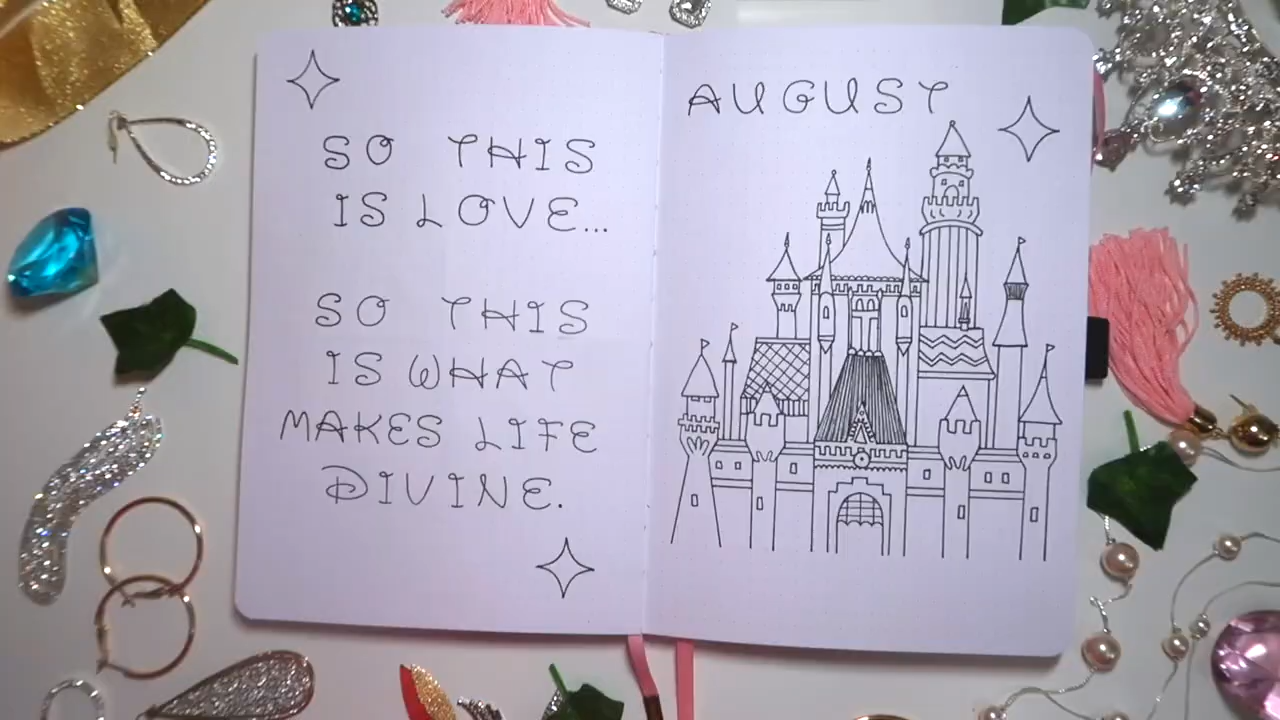 SO THIS
IS LOVE...
SO THIS
IS WHAT
MAKES LIFE
DIVINE.
AUGUST